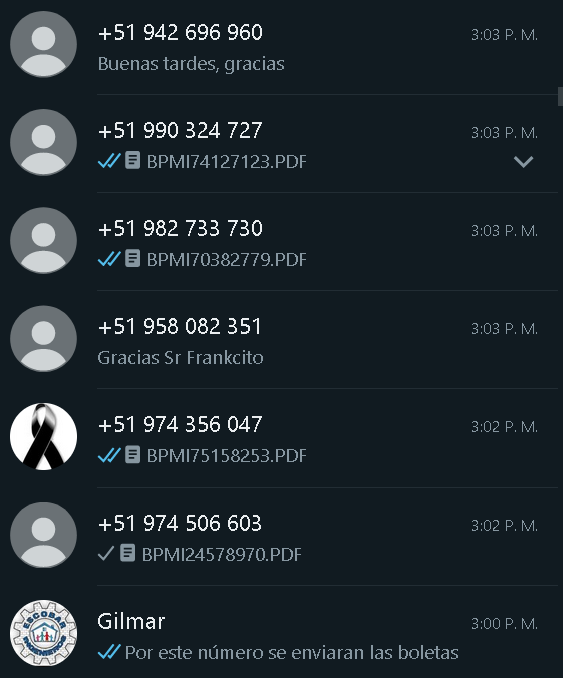 +51 942 696 960
3:03 P. M.
Buenas tardes, gracias
+51 990 324 727
3:03 P. M.
BPMI74127123.PDF
+51 982 733 730
3:03 P. M.
BPMI70382779.PDF
+51 958 082 351
3:03 P. M.
Gracias Sr Frankcito
+51 974 356 047
3:02 P. M.
BPMI75158253.PDF
+51 974 506 603
3:02 P. M.
BPMI24578970.PDF
ESCOBAR
Gilmar
3:00 P. M.
Por este número se enviaran las boletas